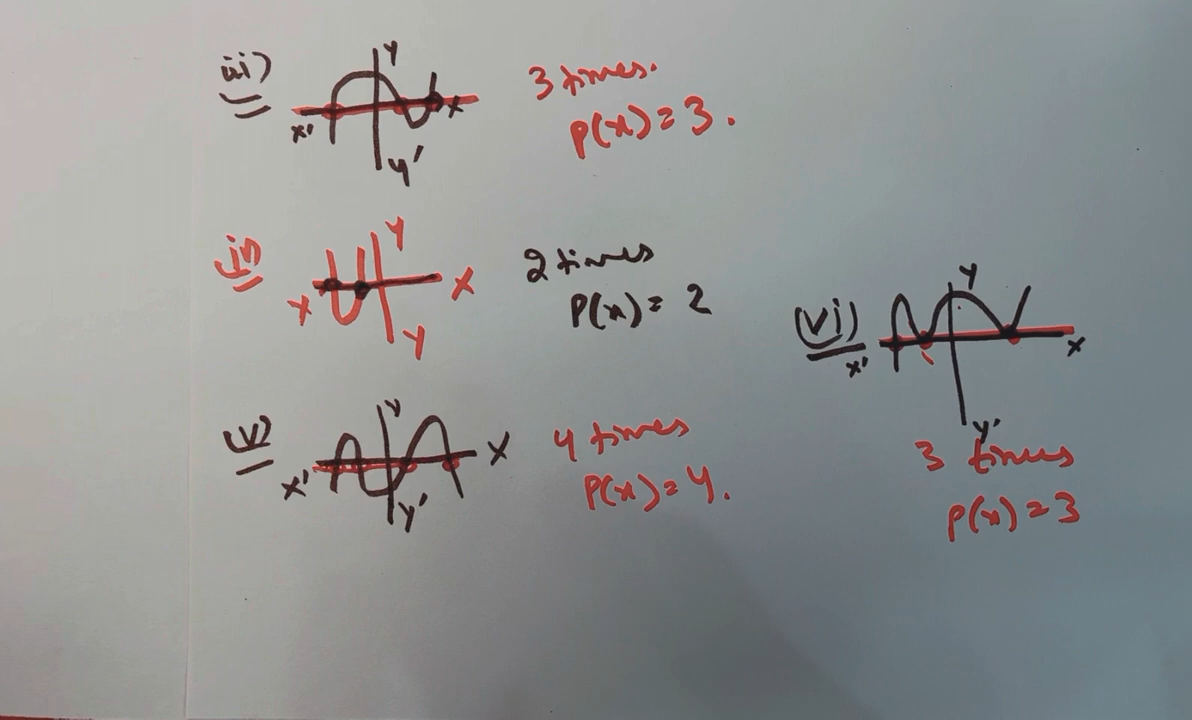 iii)
y
3 times.
x'
x
P(x) = 3.
y'
iv)
y
2 times
x
x
P(x) = 2
y
(v)
y
x
4 times
x'
y'
P(x) = 4.
(vi)
y
x'
x
y'
3 times
P(x) = 3